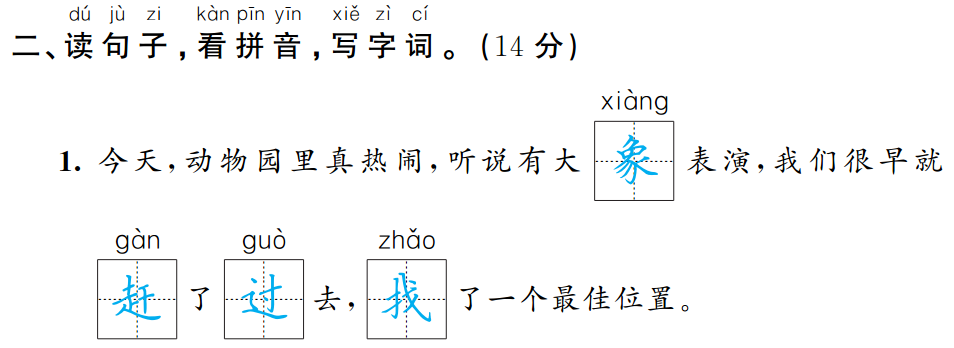 dú jù zi kàn pīn yīn xiě zì cí
二、读句子，看拼音，写字词。(14 分)
xiàng
1. 今天，动物园里真热闹，听说有大 象 表演，我们很早就
gàn guò zhǎo
赶 了 过 去，找 了一个最佳位置。